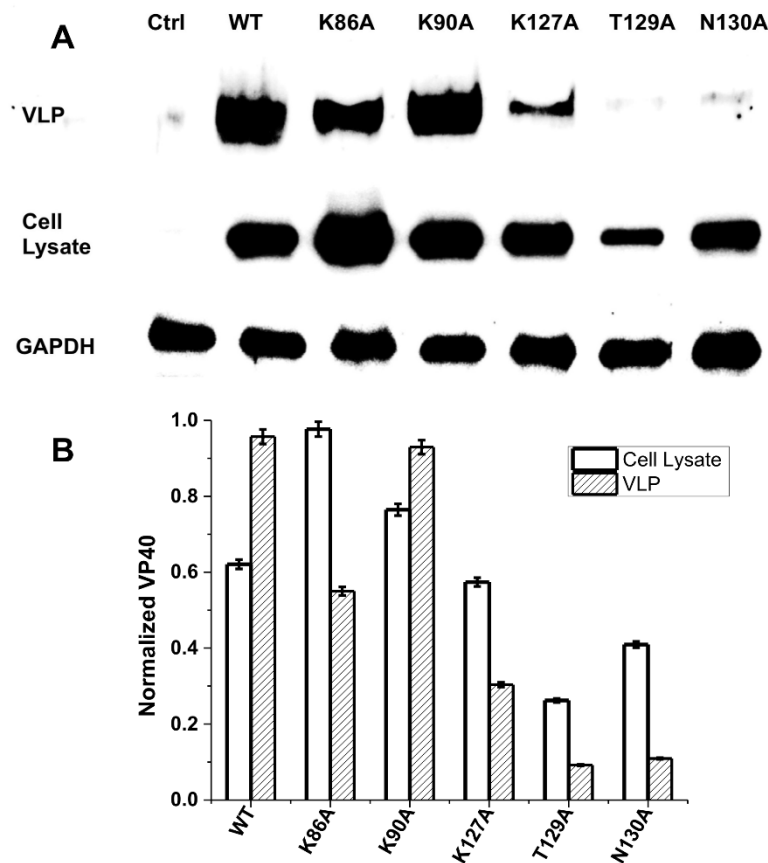 A
Ctrl WT K86A K90A K127A T129A N130A
VLP
Cell
Lysate
GAPDH
B
1.0
0.8
0.6
0.4
0.2
0.0
Normalized VP40
Cell Lysate
VLP
WT K86A K90A K127A T129A N130A